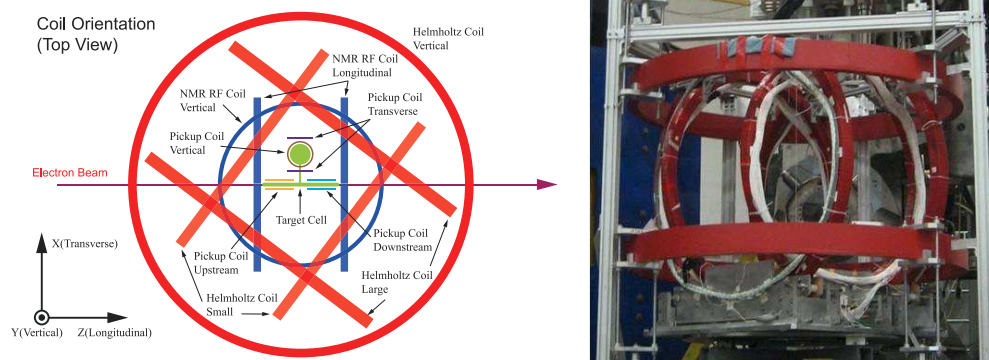 Coil Orientation
(Top View)
Helmholtz Coil
Vertical
NMR RF Coil
Longitudinal
NMR RF Coil
Vertical
Pickup Coil
Transverse
Pickup Coil
Vertical
Electron Beam
Target Cell
Pickup Coil
Upstream
Pickup Coil
Downstream
X(Transverse)
Helmholtz Coil
Small
Helmholtz Coil
Large
Y(Vertical)
Z(Longitudinal)